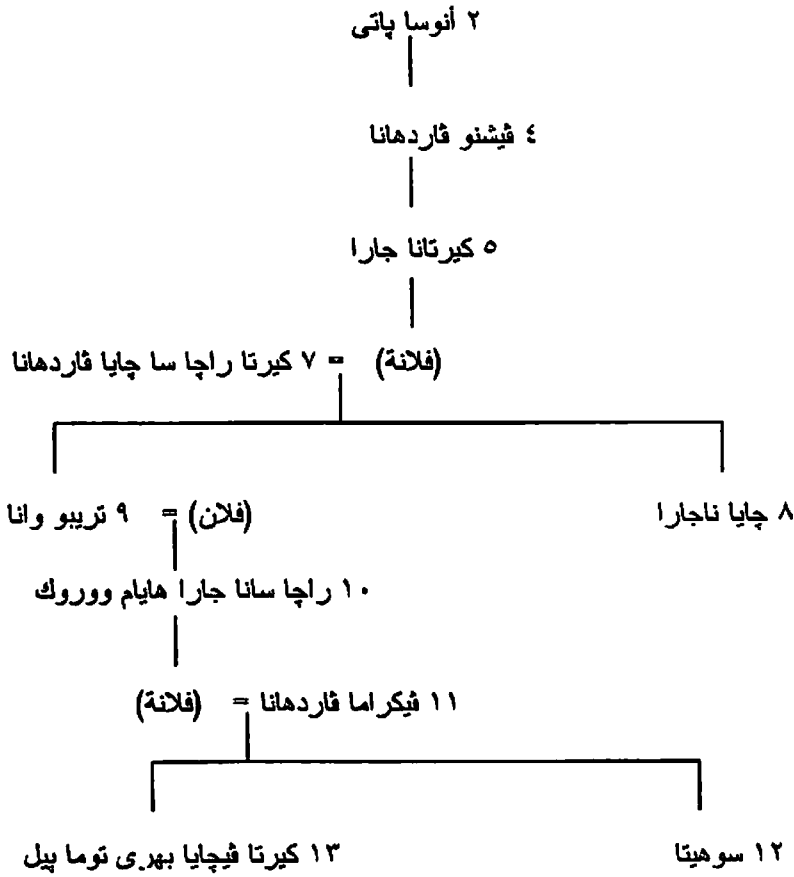 ٢ أنوسا پاتى
٤ ڤيشنو ڤاردهانا
٥ كيرتانا جارا
(فلانة) = ٧ كيرتا راچا سا چايا ڤاردهانا
٨ چايا ناجارا
(فلان) = ٩ تريبو وانا
١٠ راچا سانا جارا هايام ووروك
١١ ڤيكراما ڤاردهانا = (فلانة)
١٢ سوهيتا
١٣ كيرتا ڤيچايا بهرى توما پيل